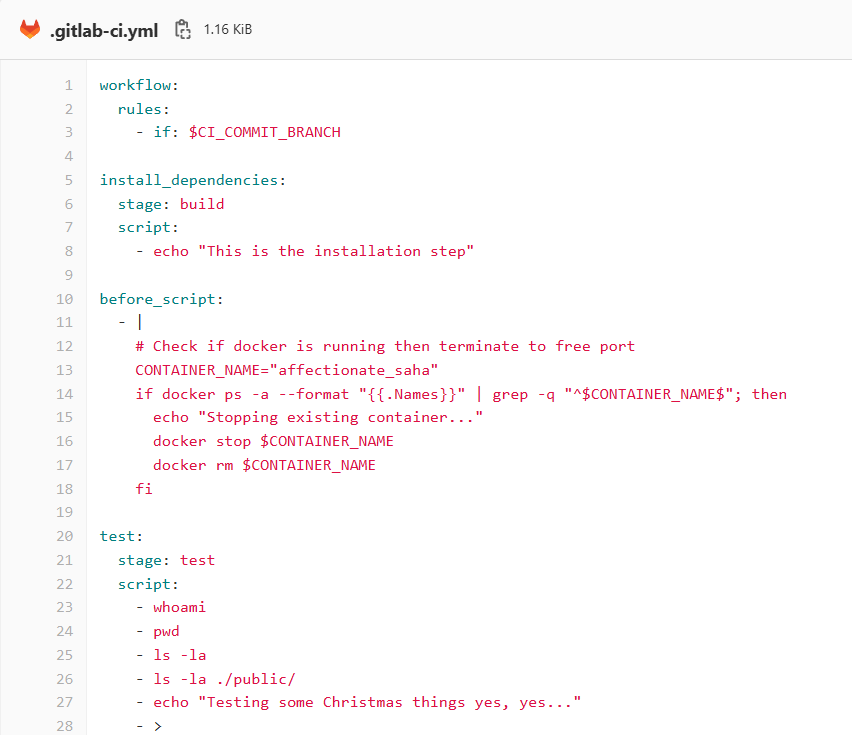 .gitlab-ci.yml 1.16 KiB
1 workflow:
2   rules:
3     - if: $CI_COMMIT_BRANCH
4
5 install_dependencies:
6   stage: build
7   script:
8     - echo "This is the installation step"
9
10 before_script:
11   - |
12     # Check if docker is running then terminate to free port
13     CONTAINER_NAME="affectionate_saha"
14     if docker ps -a --format "{{.Names}}" | grep -q "^$CONTAINER_NAME$"; then
15       echo "Stopping existing container..."
16       docker stop $CONTAINER_NAME
17       docker rm $CONTAINER_NAME
18     fi
19
20 test:
21   stage: test
22   script:
23     - whoami
24     - pwd
25     - ls -la
26     - ls -la ./public/
27     - echo "Testing some Christmas things yes, yes..."
28     - >